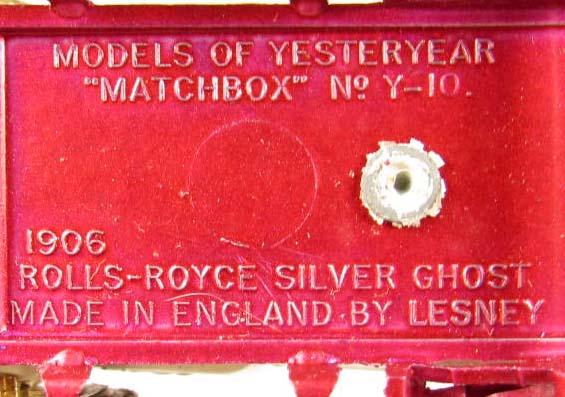 MODELS OF YESTERYEAR
"MATCHBOX" Nº Y-10.
1906
ROLLS-ROYCE SILVER GHOST
MADE IN ENGLAND BY LESNEY